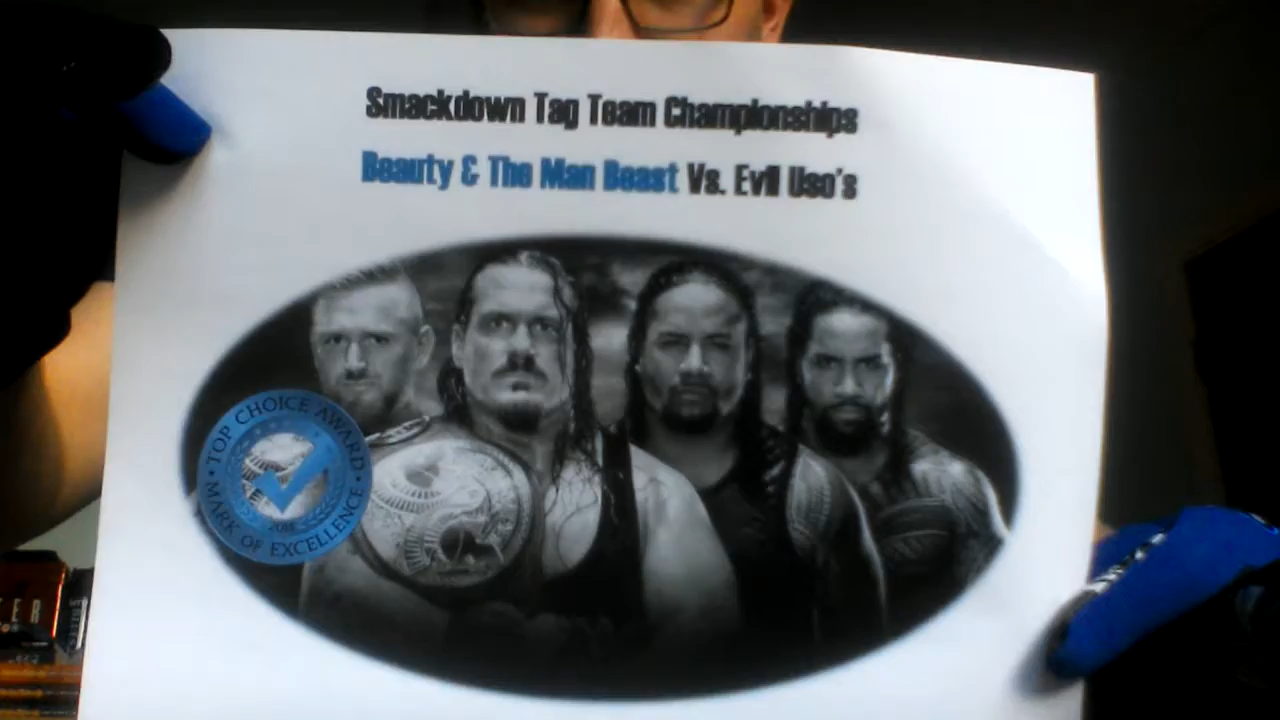 Smackdown Tag Team Championships
Beauty & The Man Beast Vs. Evil Uso's
TOP CHOICE AWARD
MARK OF EXCELLENCE